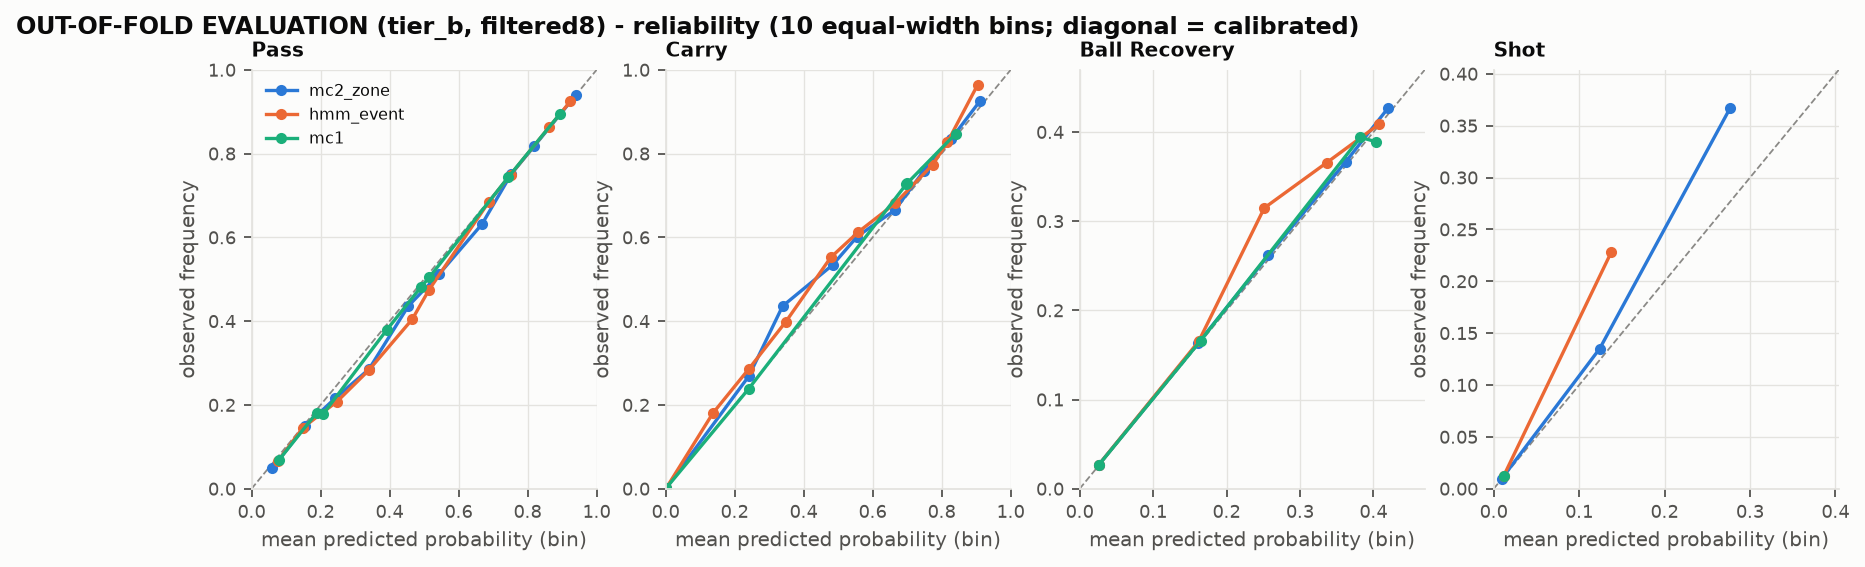 OUT-OF-FOLD EVALUATION (tier_b, filtered8) - reliability (10 equal-width bins; diagonal = calibrated)
Pass
1.0
0.8
0.6
0.4
0.2
0.0
observed frequency
mc2_zone
hmm_event
mc1
0.0 0.2 0.4 0.6 0.8 1.0
mean predicted probability (bin)
Carry
1.0
0.8
0.6
0.4
0.2
0.0
observed frequency
0.0 0.2 0.4 0.6 0.8 1.0
mean predicted probability (bin)
Ball Recovery
0.4
0.3
0.2
0.1
0.0
observed frequency
0.0 0.1 0.2 0.3 0.4
mean predicted probability (bin)
Shot
0.40
0.35
0.30
0.25
0.20
0.15
0.10
0.05
0.00
observed frequency
0.0 0.1 0.2 0.3 0.4
mean predicted probability (bin)